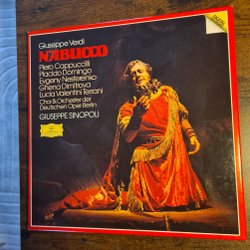 Giuseppe Verdi
NABUCCO
Piero Cappuccilli
Placido Domingo
Evgeny Nesterenko
Ghena Dimitrova
Lucia Valentini Terrani
Chor & Orchester der
Deutschen Oper Berlin
GIUSEPPE SINOPOLI
DIGITAL